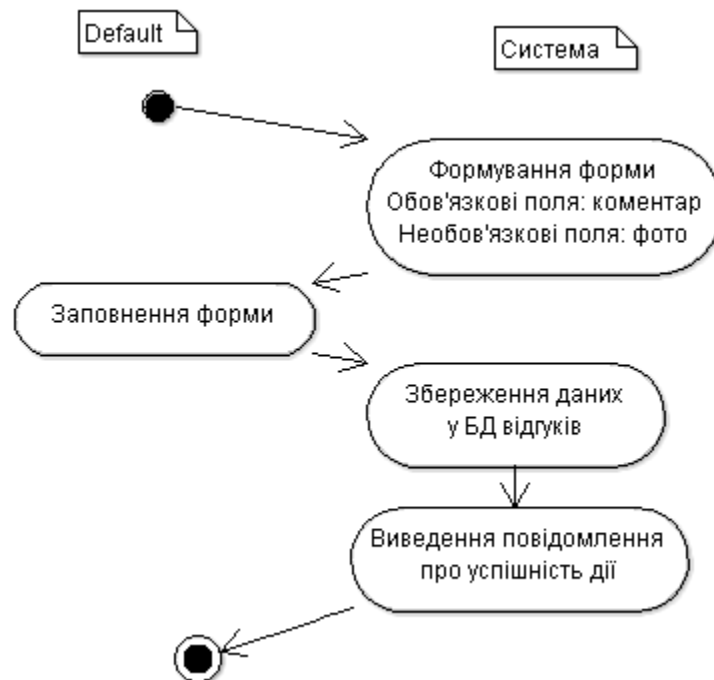 Default
Система
Формування форми
Обов'язкові поля: коментар
Необов'язкові поля: фото
Заповнення форми
Збереження даних
у БД відгуків
Виведення повідомлення
про успішність дії